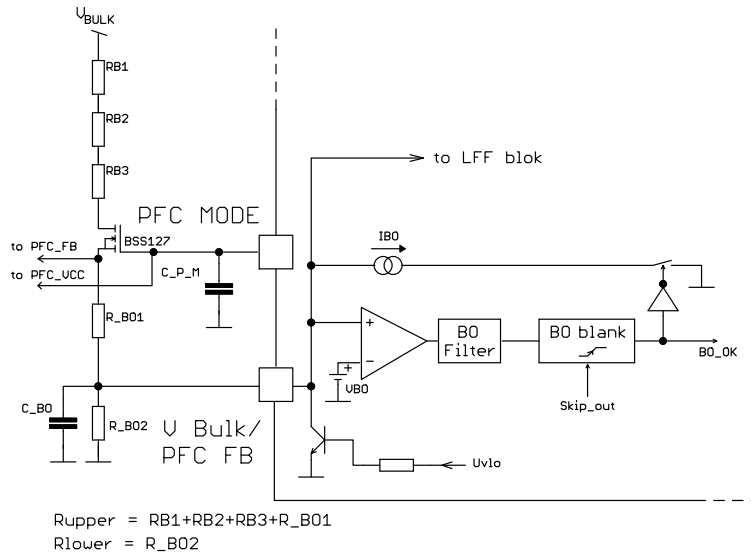 VBULK
RB1
RB2
RB3
to LFF blok
PFC MODE
to PFC_FB
BSS127
IBO
to PFC_VCC
C_P_M
R_BO1
+
BO
Filter
BO blank
BO_OK
−
+
VBO
Skip_out
C_BO
R_BO2
V Bulk/
PFC FB
Uvlo
Rupper = RB1+RB2+RB3+R_BO1
Rlower = R_BO2